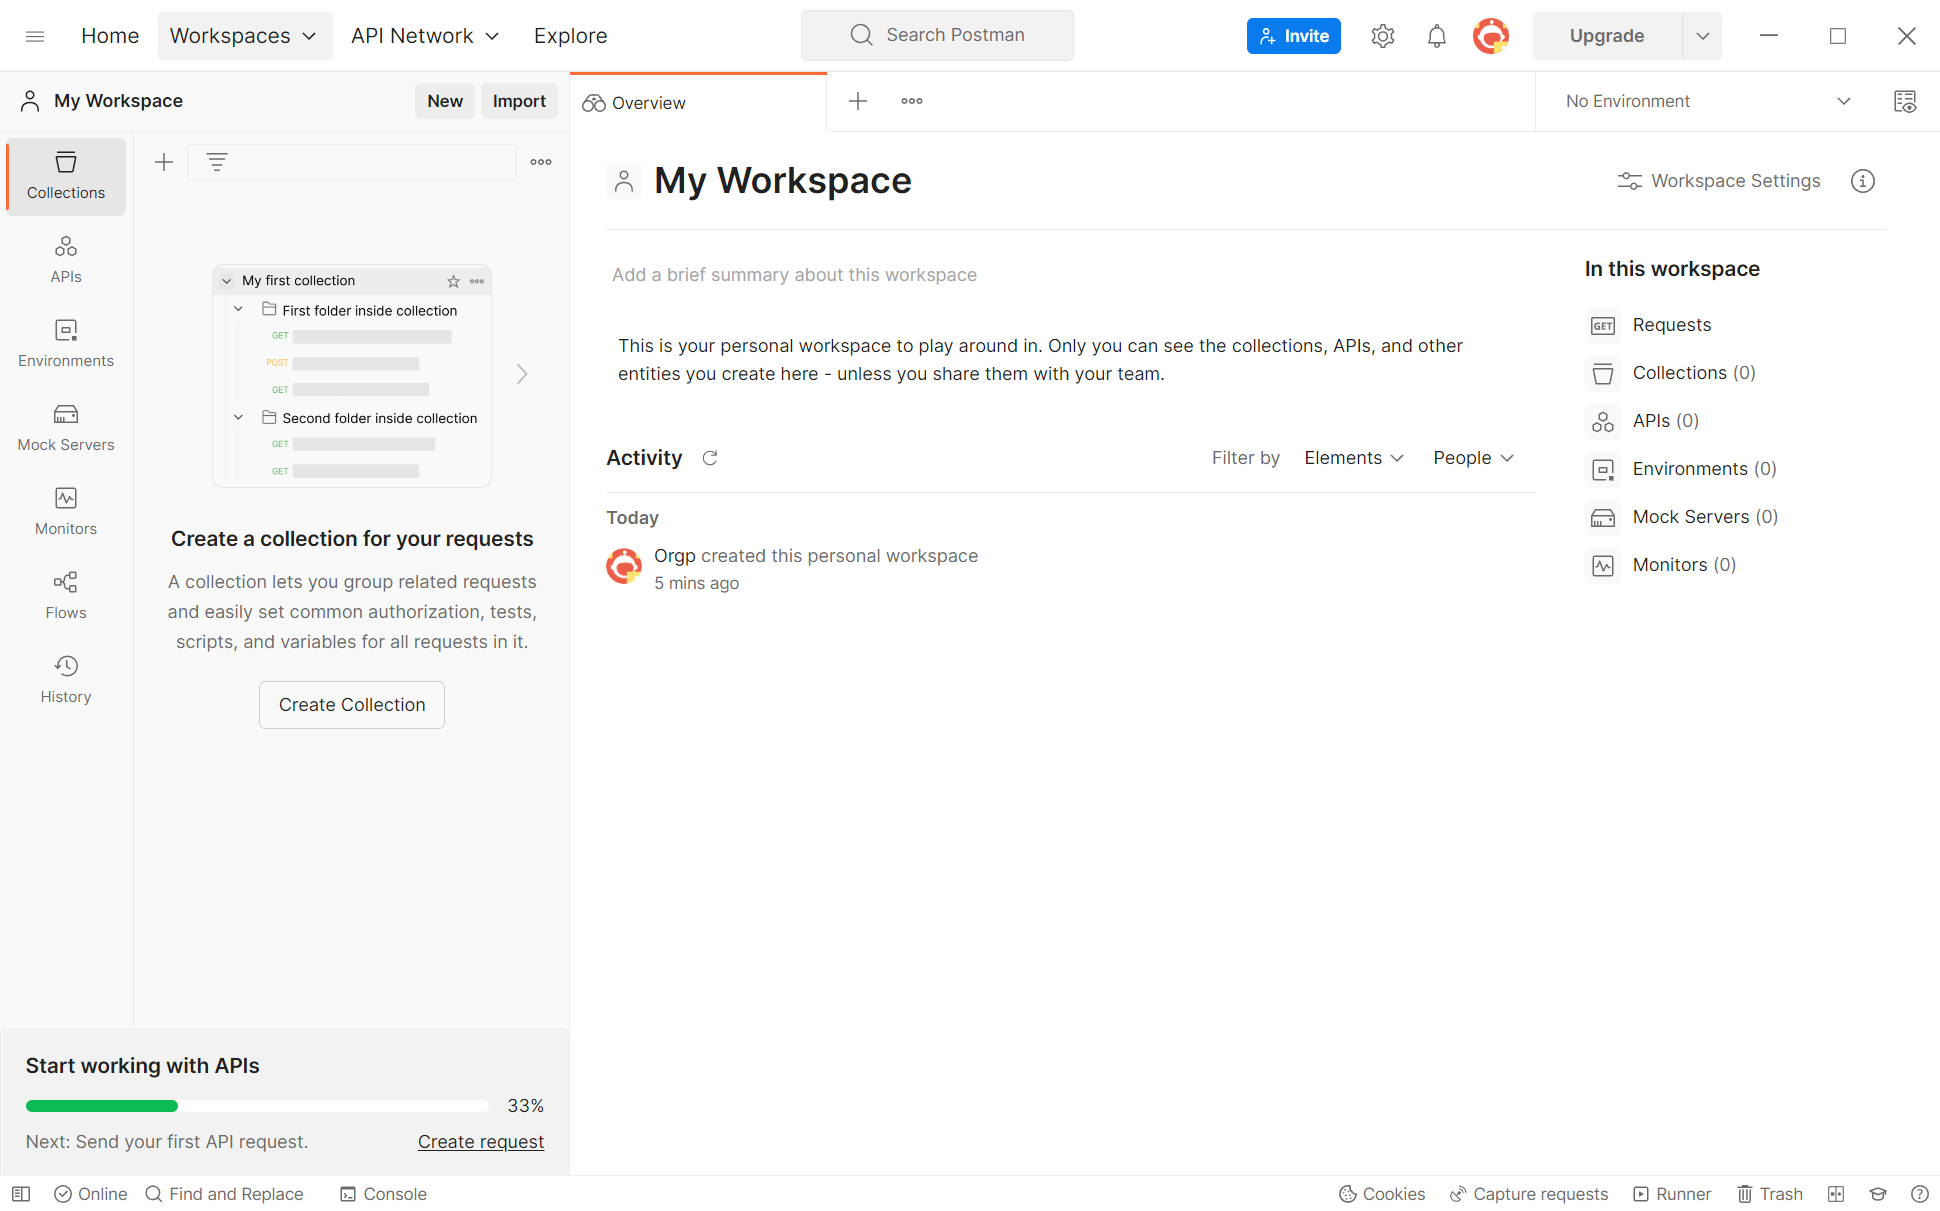 Home
Workspaces
API Network
Explore
Search Postman
Invite
Upgrade
My Workspace
New
Import
Overview
No Environment
Collections
APIs
Environments
Mock Servers
Monitors
Flows
History
My first collection
First folder inside collection
GET
POST
GET
Second folder inside collection
GET
GET
Create a collection for your requests
A collection lets you group related requests
and easily set common authorization, tests,
scripts, and variables for all requests in it.
Create Collection
Start working with APIs
33%
Next: Send your first API request.
Create request
My Workspace
Workspace Settings
Add a brief summary about this workspace
This is your personal workspace to play around in. Only you can see the collections, APIs, and other
entities you create here - unless you share them with your team.
Activity
Filter by
Elements
People
Today
Orgp created this personal workspace
5 mins ago
In this workspace
GET
Requests
Collections (0)
APIs (0)
Environments (0)
Mock Servers (0)
Monitors (0)
Online
Find and Replace
Console
Cookies
Capture requests
Runner
Trash